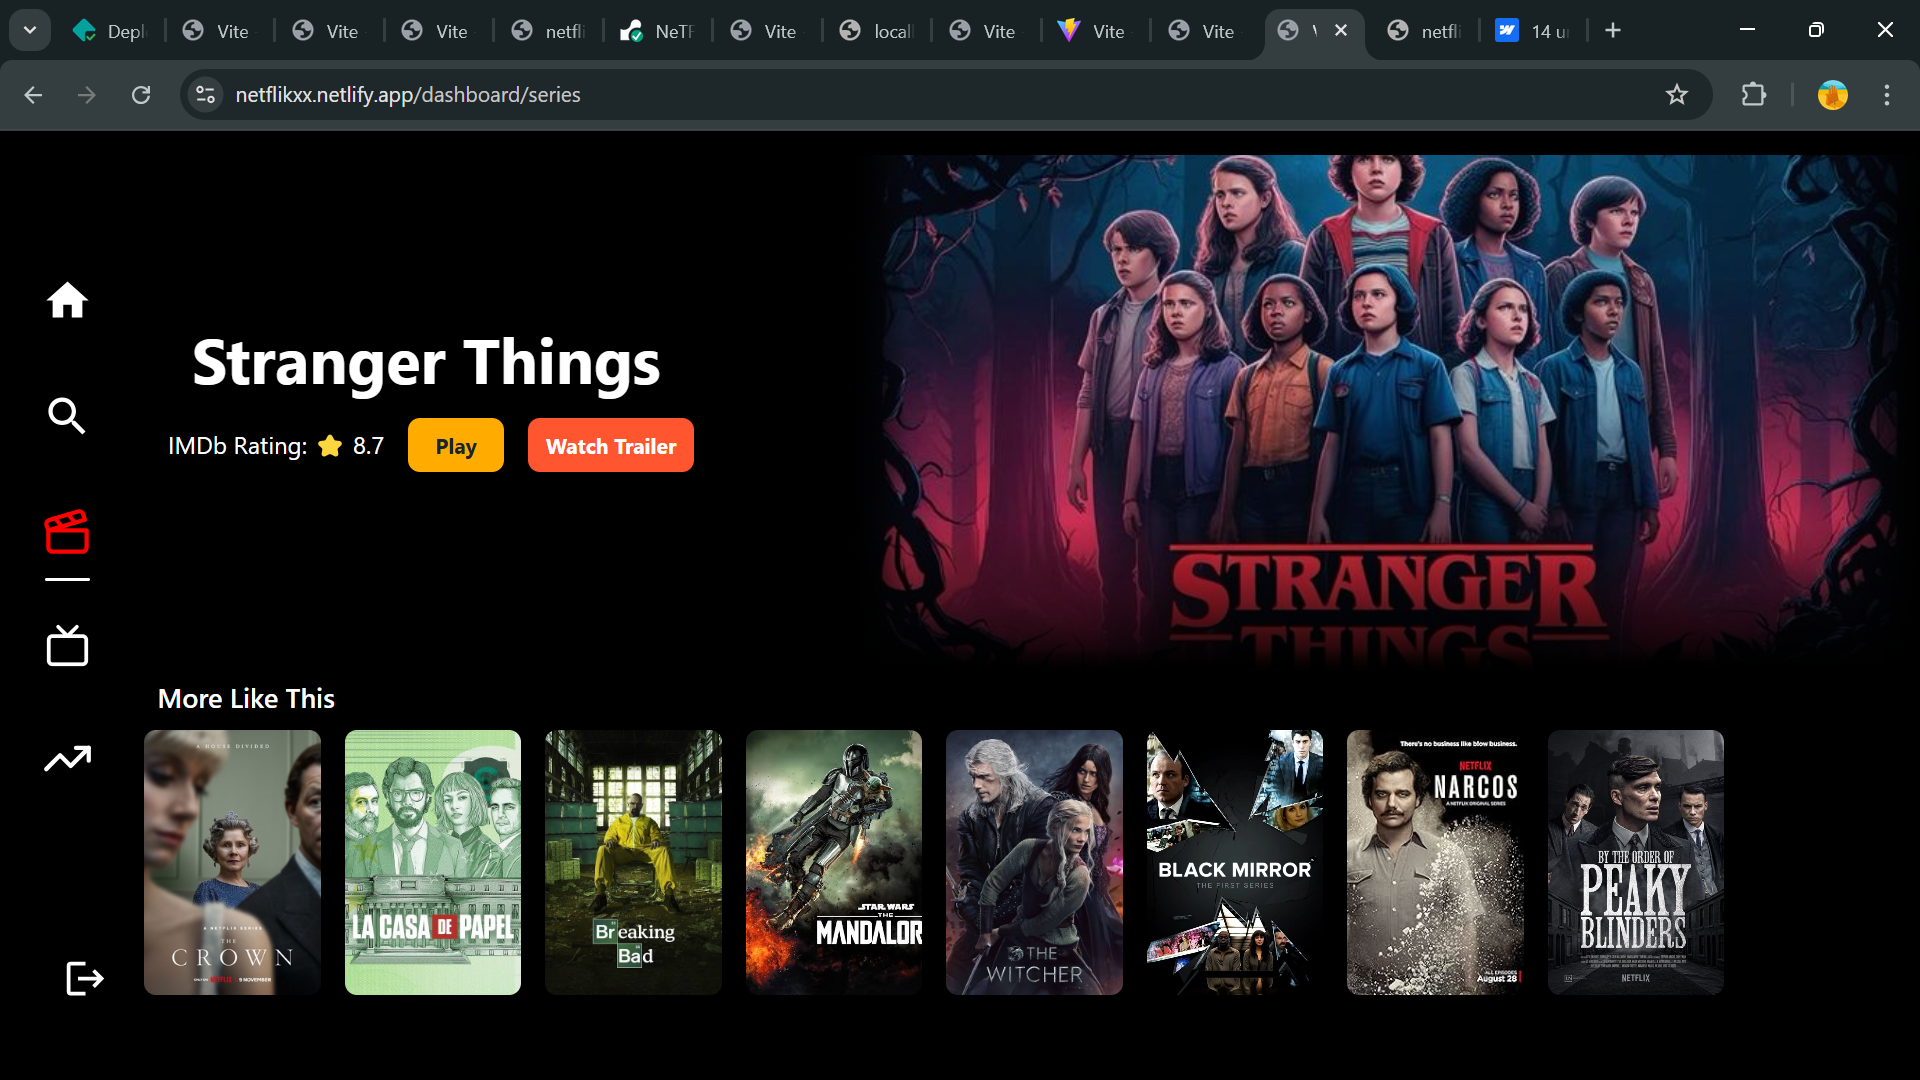 Depl
Vite
Vite
Vite
netfli
NeTF
Vite
local
Vite
Vite
Vite
netfli
14 u
netflikxx.netlify.app/dashboard/series
Stranger Things
IMDb Rating: ⭐ 8.7
Play
Watch Trailer
STRANGER
THINGS
More Like This
A HOUSE DIVIDED
A NETFLIX SERIES
THE
CROWN
NETFLIX | 9 NOVEMBER
LA CASA DE PAPEL
Breaking
Bad
STAR WARS
THE
MANDALOR
THE
WITCHER
BLACK MIRROR
THE FIRST SERIES
There's no business like blow business.
NETFLIX
NARCOS
A NETFLIX ORIGINAL SERIES
ALL EPISODES
August 28
BY THE ORDER OF
PEAKY
BLINDERS
NETFLIX